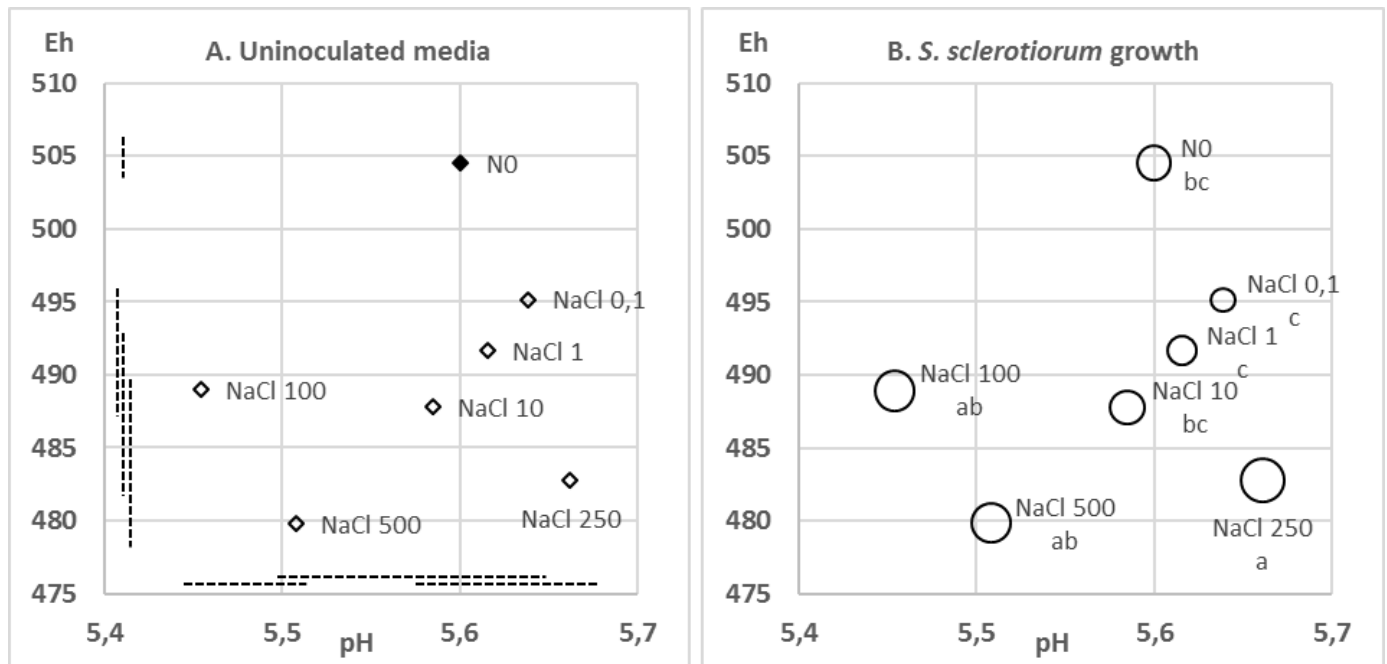 Eh
A. Uninoculated media
510
505
500
495
490
485
480
475
N0
NaCl 0,1
NaCl 1
NaCl 100
NaCl 10
NaCl 250
NaCl 500
5,4
5,5
5,6
5,7
pH
Eh
B. S. sclerotiorum growth
510
505
500
495
490
485
480
475
N0
bc
NaCl 0,1
c
NaCl 1
c
NaCl 100
ab
NaCl 10
bc
NaCl 500
ab
NaCl 250
a
5,4
5,5
5,6
5,7
pH